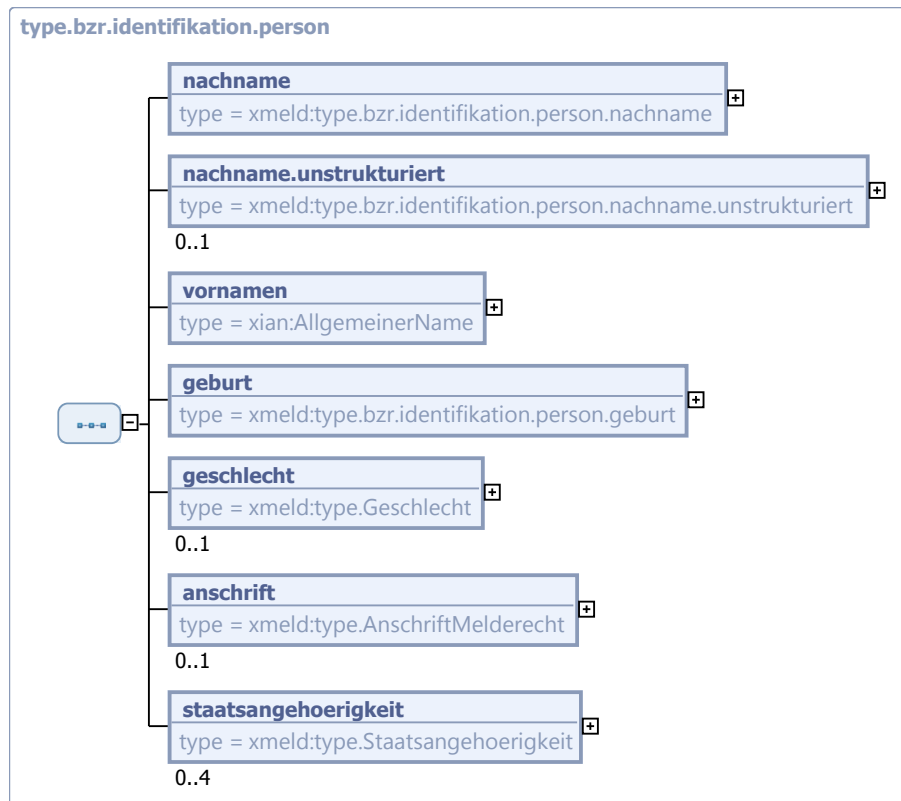 type.bzr.identifikation.person
nachname
type = xmeld:type.bzr.identifikation.person.nachname
nachname.unstrukturiert
type = xmeld:type.bzr.identifikation.person.nachname.unstrukturiert
0..1
vornamen
type = xian:AllgemeinerName
geburt
type = xmeld:type.bzr.identifikation.person.geburt
geschlecht
type = xmeld:type.Geschlecht
0..1
anschrift
type = xmeld:type.AnschriftMelderecht
0..1
staatsangehoerigkeit
type = xmeld:type.Staatsangehoerigkeit
0..4